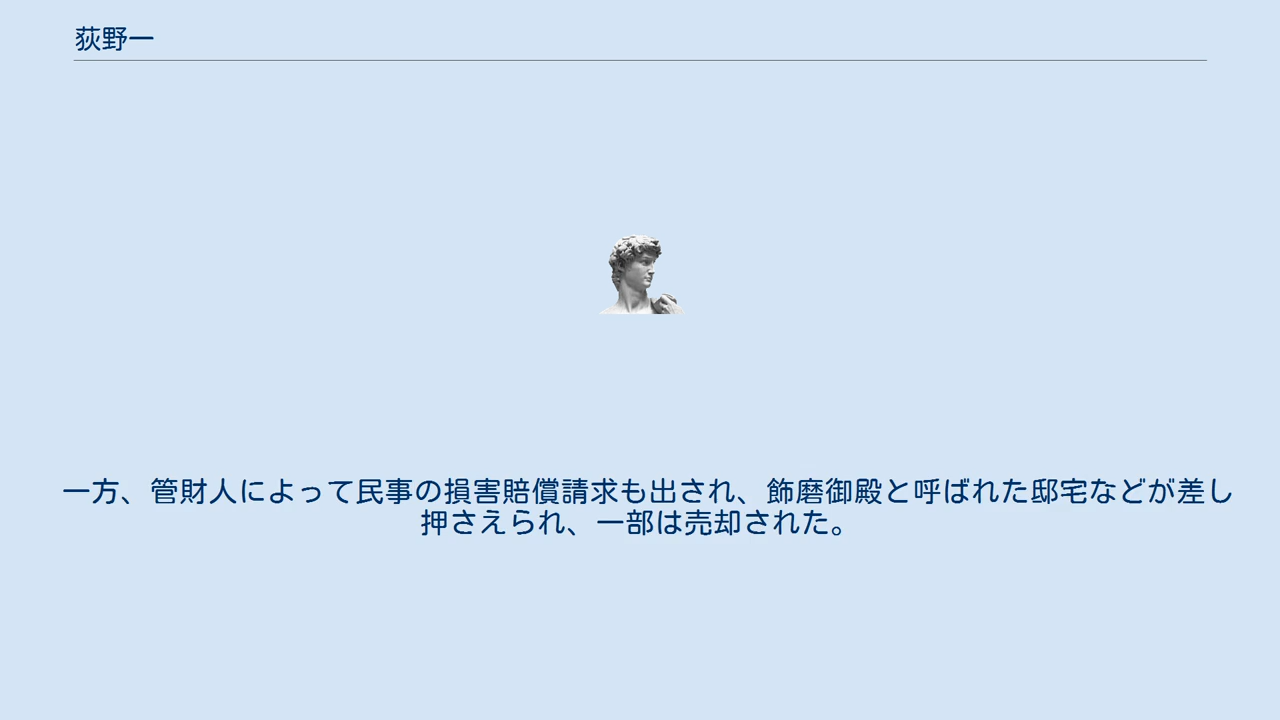 荻野一
一方、管財人によって民事の損害賠償請求も出され、飾磨御殿と呼ばれた邸宅などが差し
押さえられ、一部は売却された。